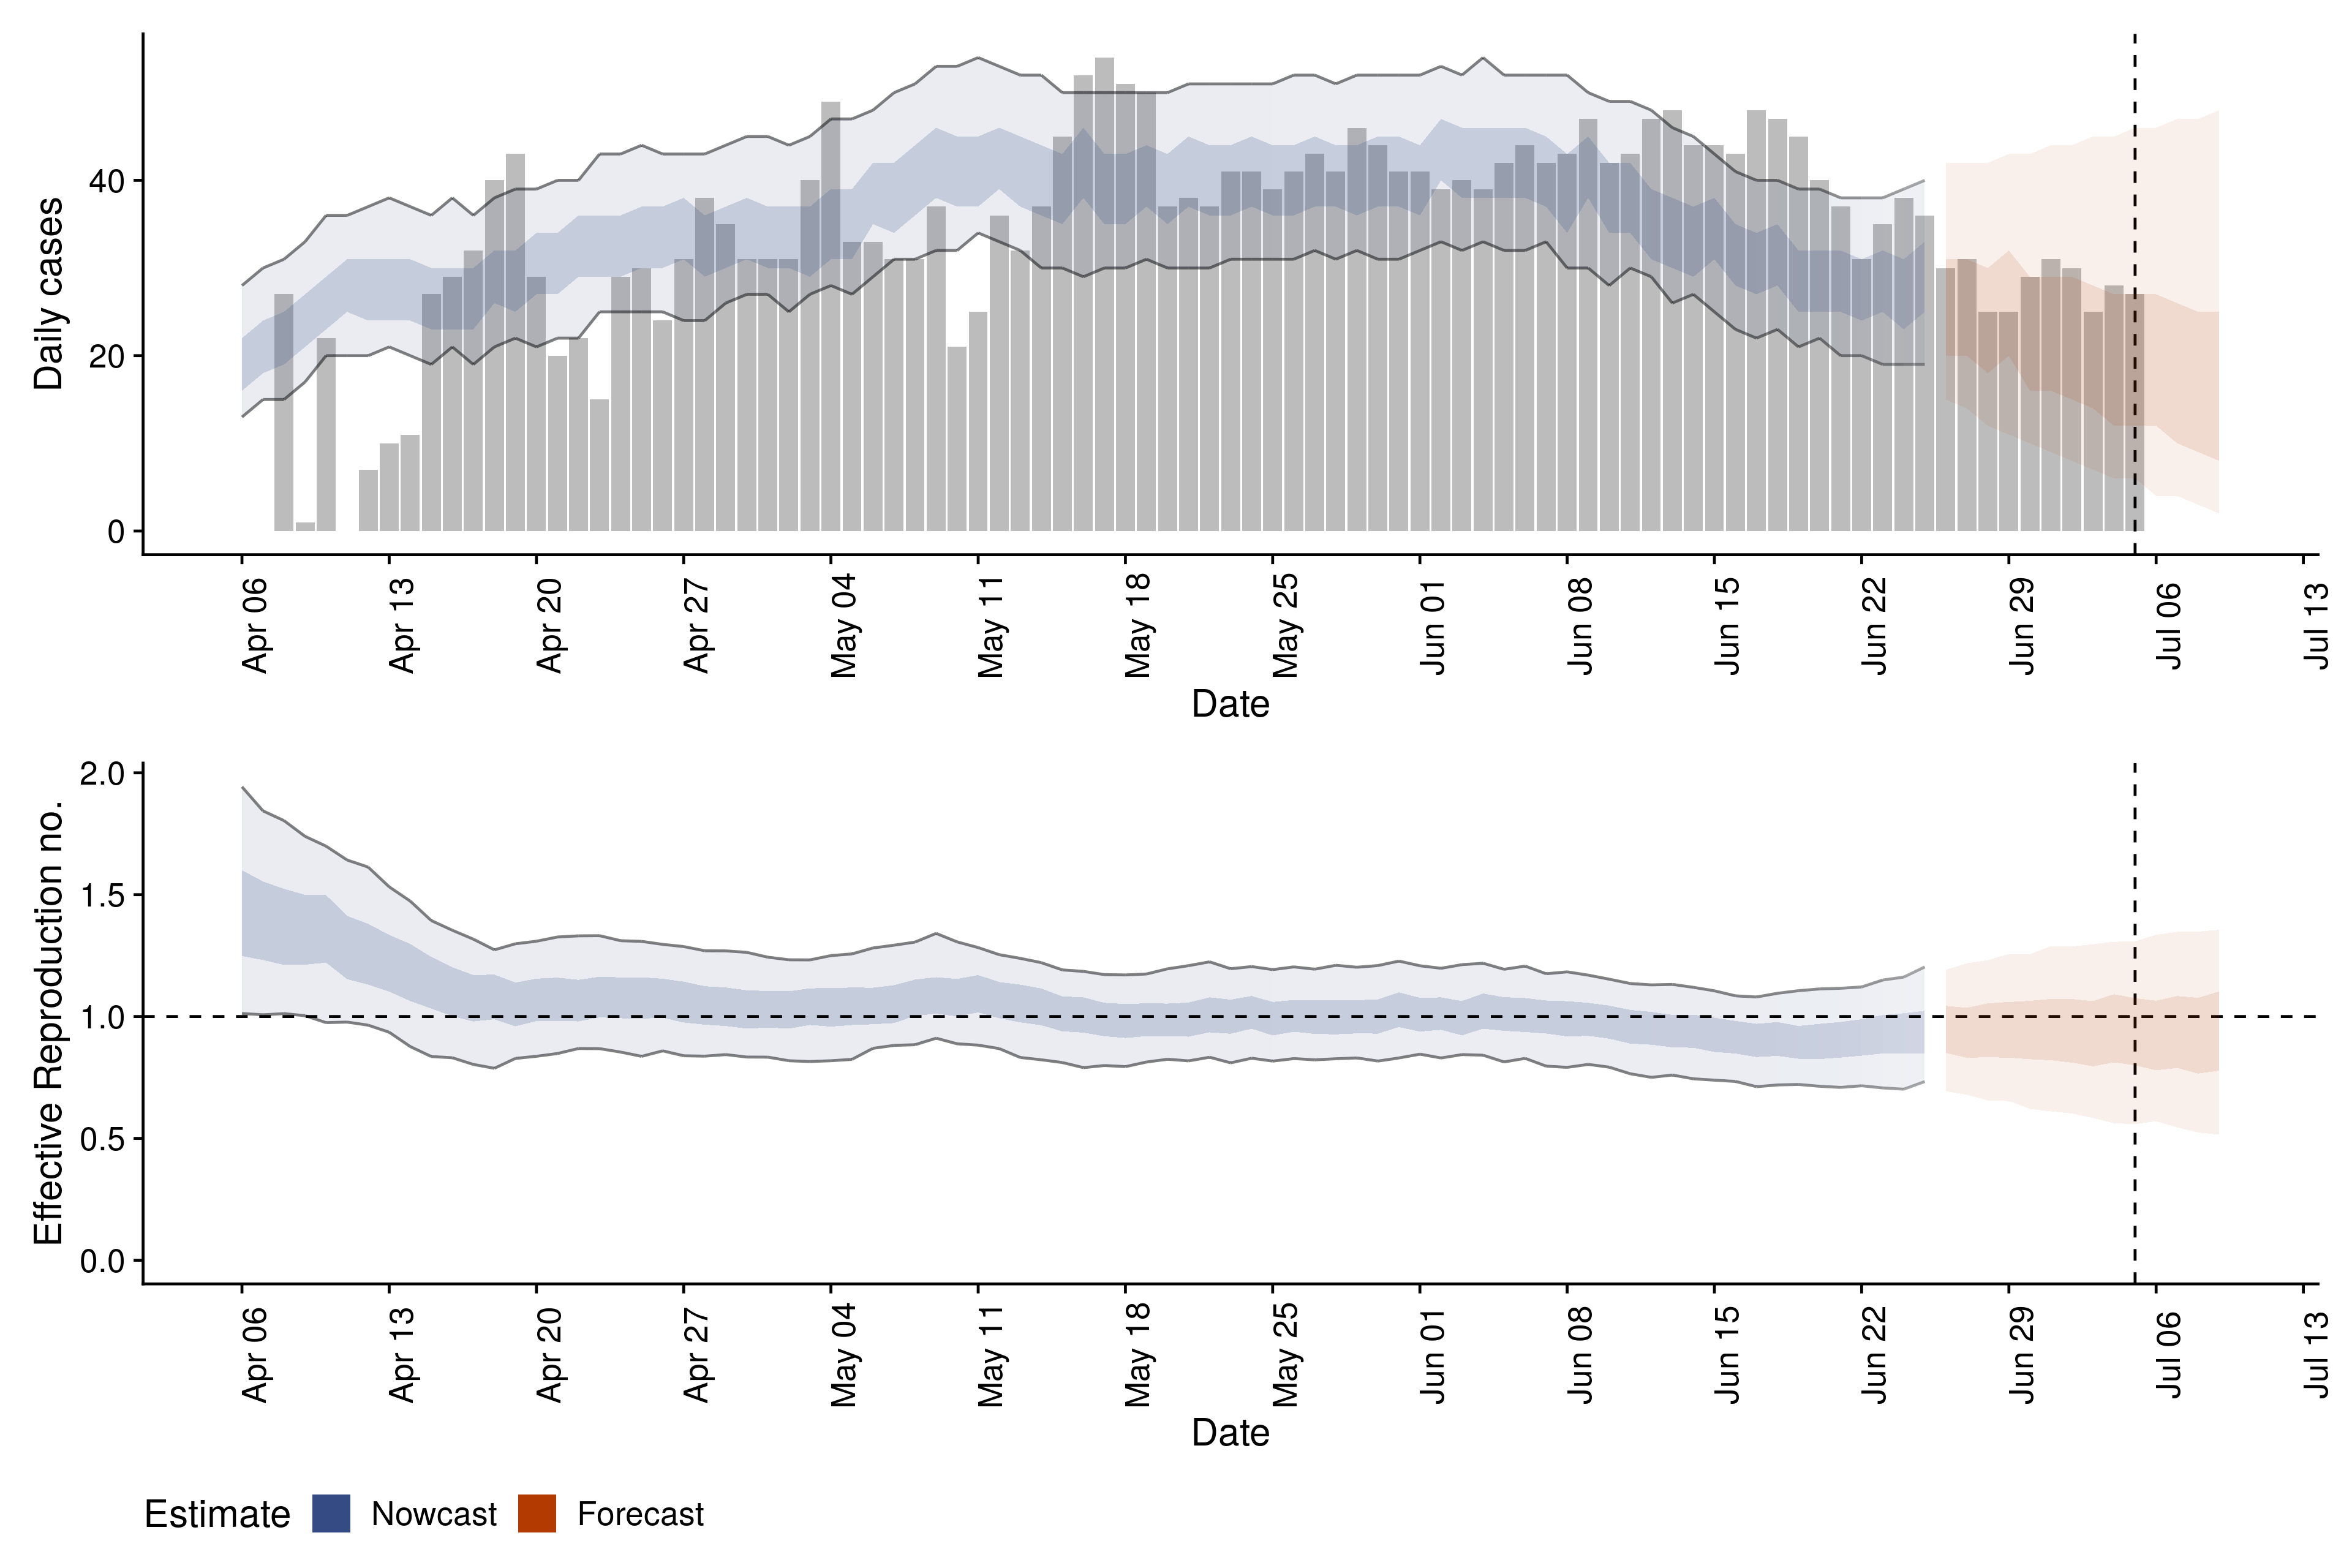 Daily cases
40
20
0
Apr 06
Apr 13
Apr 20
Apr 27
May 04
May 11
May 18
May 25
Jun 01
Jun 08
Jun 15
Jun 22
Jun 29
Jul 06
Jul 13
Date
Effective Reproduction no.
2.0
1.5
1.0
0.5
0.0
Apr 06
Apr 13
Apr 20
Apr 27
May 04
May 11
May 18
May 25
Jun 01
Jun 08
Jun 15
Jun 22
Jun 29
Jul 06
Jul 13
Date
Estimate Nowcast Forecast